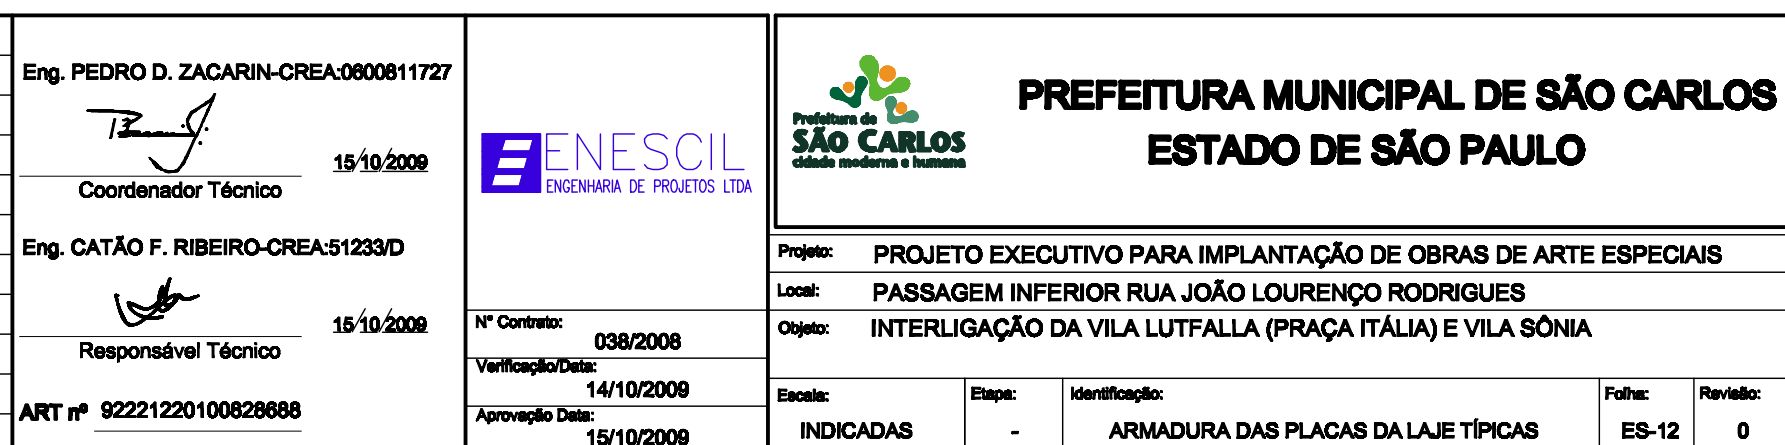 Eng. PEDRO D. ZACARIN-CREA:0600811727
15/10/2009
Coordenador Técnico
Eng. CATÃO F. RIBEIRO-CREA:51233/D
15/10/2009
Responsável Técnico
ART nº 92221220100828688
ENESCIL
ENGENHARIA DE PROJETOS LTDA
N° Contrato:
038/2008
Verificação/Data:
14/10/2009
Aprovação Data:
15/10/2009
Prefeitura de
SÃO CARLOS
cidade moderna e humana
PREFEITURA MUNICIPAL DE SÃO CARLOS
ESTADO DE SÃO PAULO
Projeto: PROJETO EXECUTIVO PARA IMPLANTAÇÃO DE OBRAS DE ARTE ESPECIAIS
Local: PASSAGEM INFERIOR RUA JOÃO LOURENÇO RODRIGUES
Objeto: INTERLIGAÇÃO DA VILA LUTFALLA (PRAÇA ITÁLIA) E VILA SÔNIA
Escala: Etapa: Identificação: Folha: Revisão:
INDICADAS - ARMADURA DAS PLACAS DA LAJE TÍPICAS ES-12 0